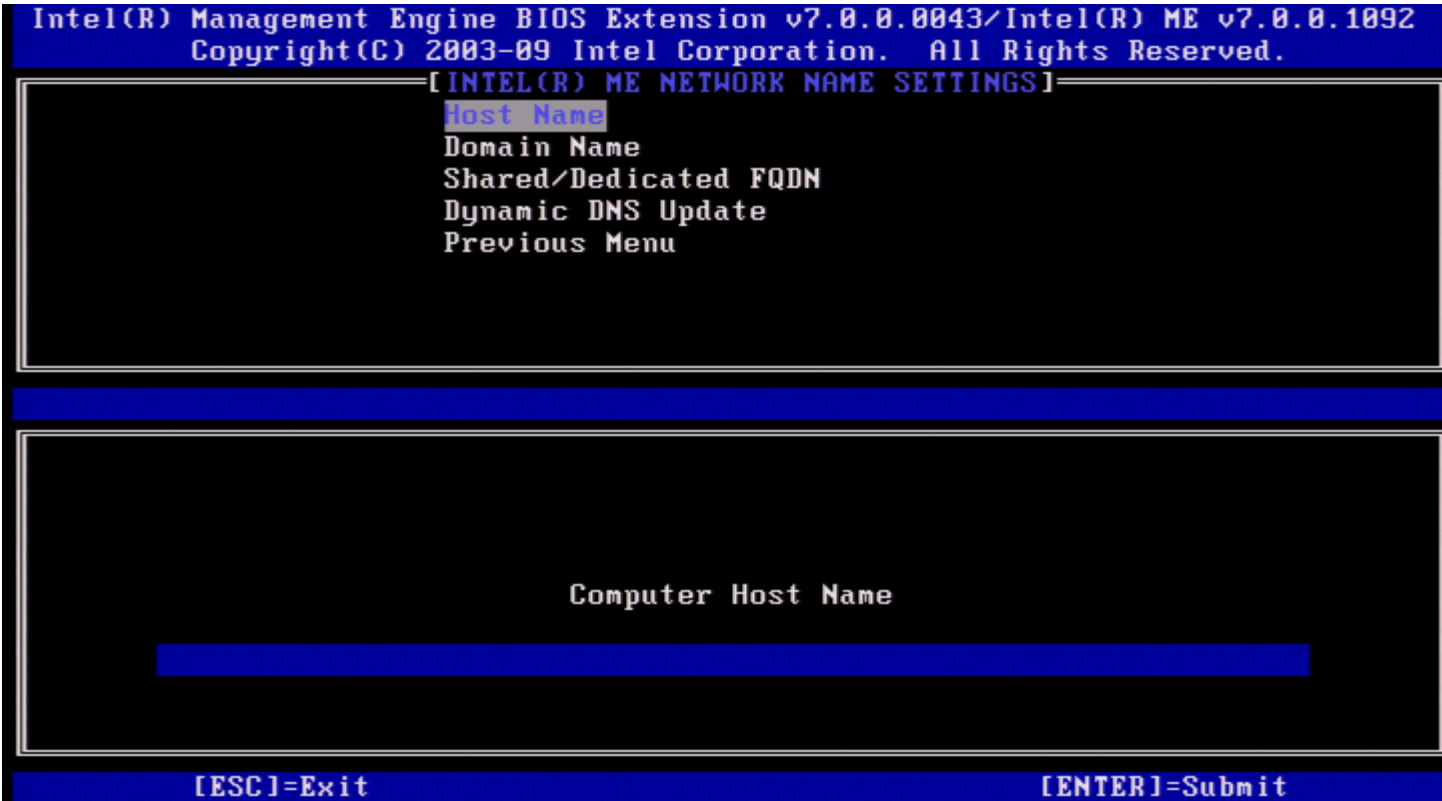 Intel(R) Management Engine BIOS Extension v7.0.0.0043/Intel(R) ME v7.0.0.1092
Copyright(C) 2003-09 Intel Corporation.  All Rights Reserved.
[INTEL(R) ME NETWORK NAME SETTINGS]
Host Name
Domain Name
Shared/Dedicated FQDN
Dynamic DNS Update
Previous Menu
Computer Host Name
[ESC]=Exit [ENTER]=Submit